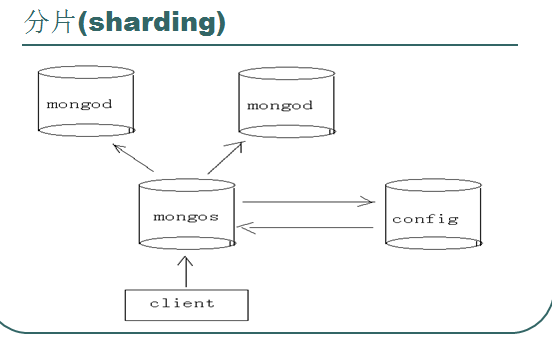 分片(sharding)
mongod
mongod
mongos
config
client